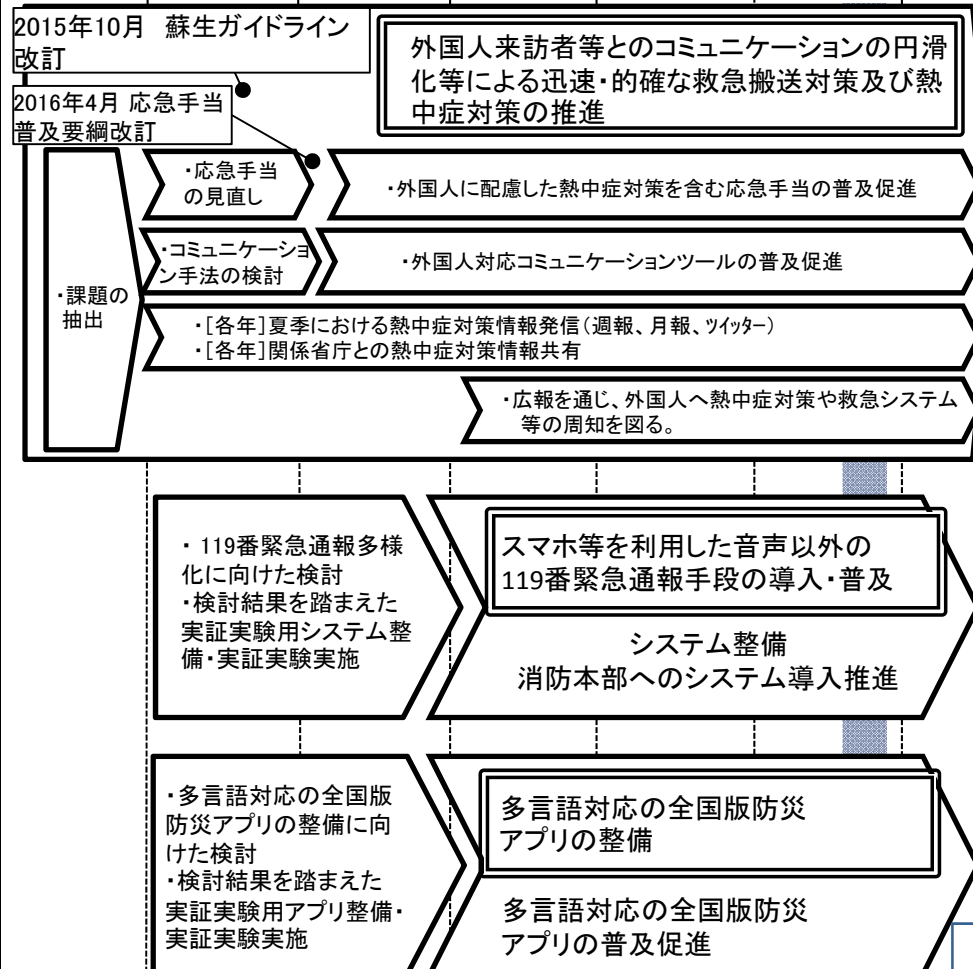 2015年10月 蘇生ガイドライン
改訂
外国人来訪者等とのコミュニケーションの円滑
化等による迅速・的確な救急搬送対策及び熱
中症対策の推進
2016年4月 応急手当
普及要綱改訂
・課題の
抽出
・応急手当
の見直し
・外国人に配慮した熱中症対策を含む応急手当の普及促進
・コミュニケーショ
ン手法の検討
・外国人対応コミュニケーションツールの普及促進
・[各年]夏季における熱中症対策情報発信(週報、月報、ツイッター)
・[各年]関係省庁との熱中症対策情報共有
・広報を通じ、外国人へ熱中症対策や救急システム
等の周知を図る。
・ 119番緊急通報多様
化に向けた検討
・検討結果を踏まえた
実証実験用システム整
備・実証実験実施
スマホ等を利用した音声以外の
119番緊急通報手段の導入・普及
システム整備
消防本部へのシステム導入推進
・多言語対応の全国版
防災アプリの整備に向
けた検討
・検討結果を踏まえた
実証実験用アプリ整備・
実証実験実施
多言語対応の全国版防災
アプリの整備
多言語対応の全国版防災
アプリの普及促進